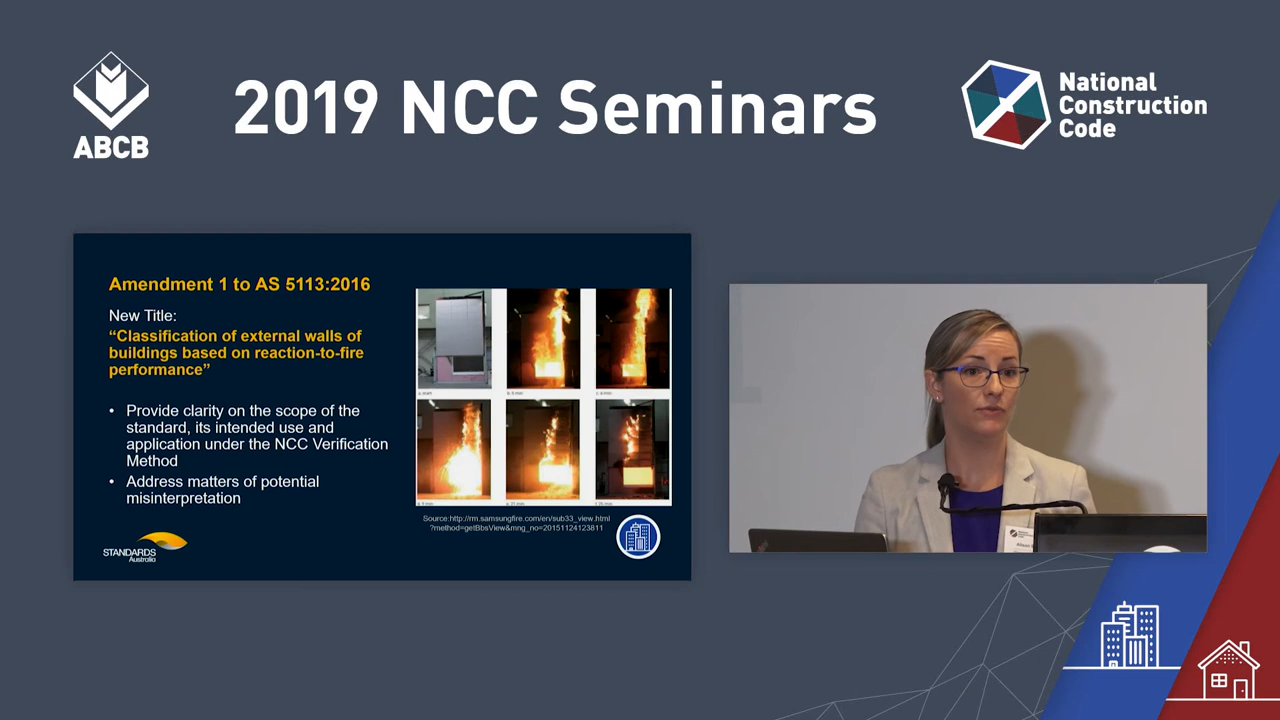 ABCB
2019 NCC Seminars
National
Construction
Code
Amendment 1 to AS 5113:2016
New Title:
“Classification of external walls of
buildings based on reaction-to-fire
performance”
• Provide clarity on the scope of the
standard, its intended use and
application under the NCC Verification
Method
• Address matters of potential
misinterpretation
STANDARDS
Australia
Source:http://rm.samsungfire.com/en/sub33_view.html
?method=getBbsView&mng_no=20151124123811